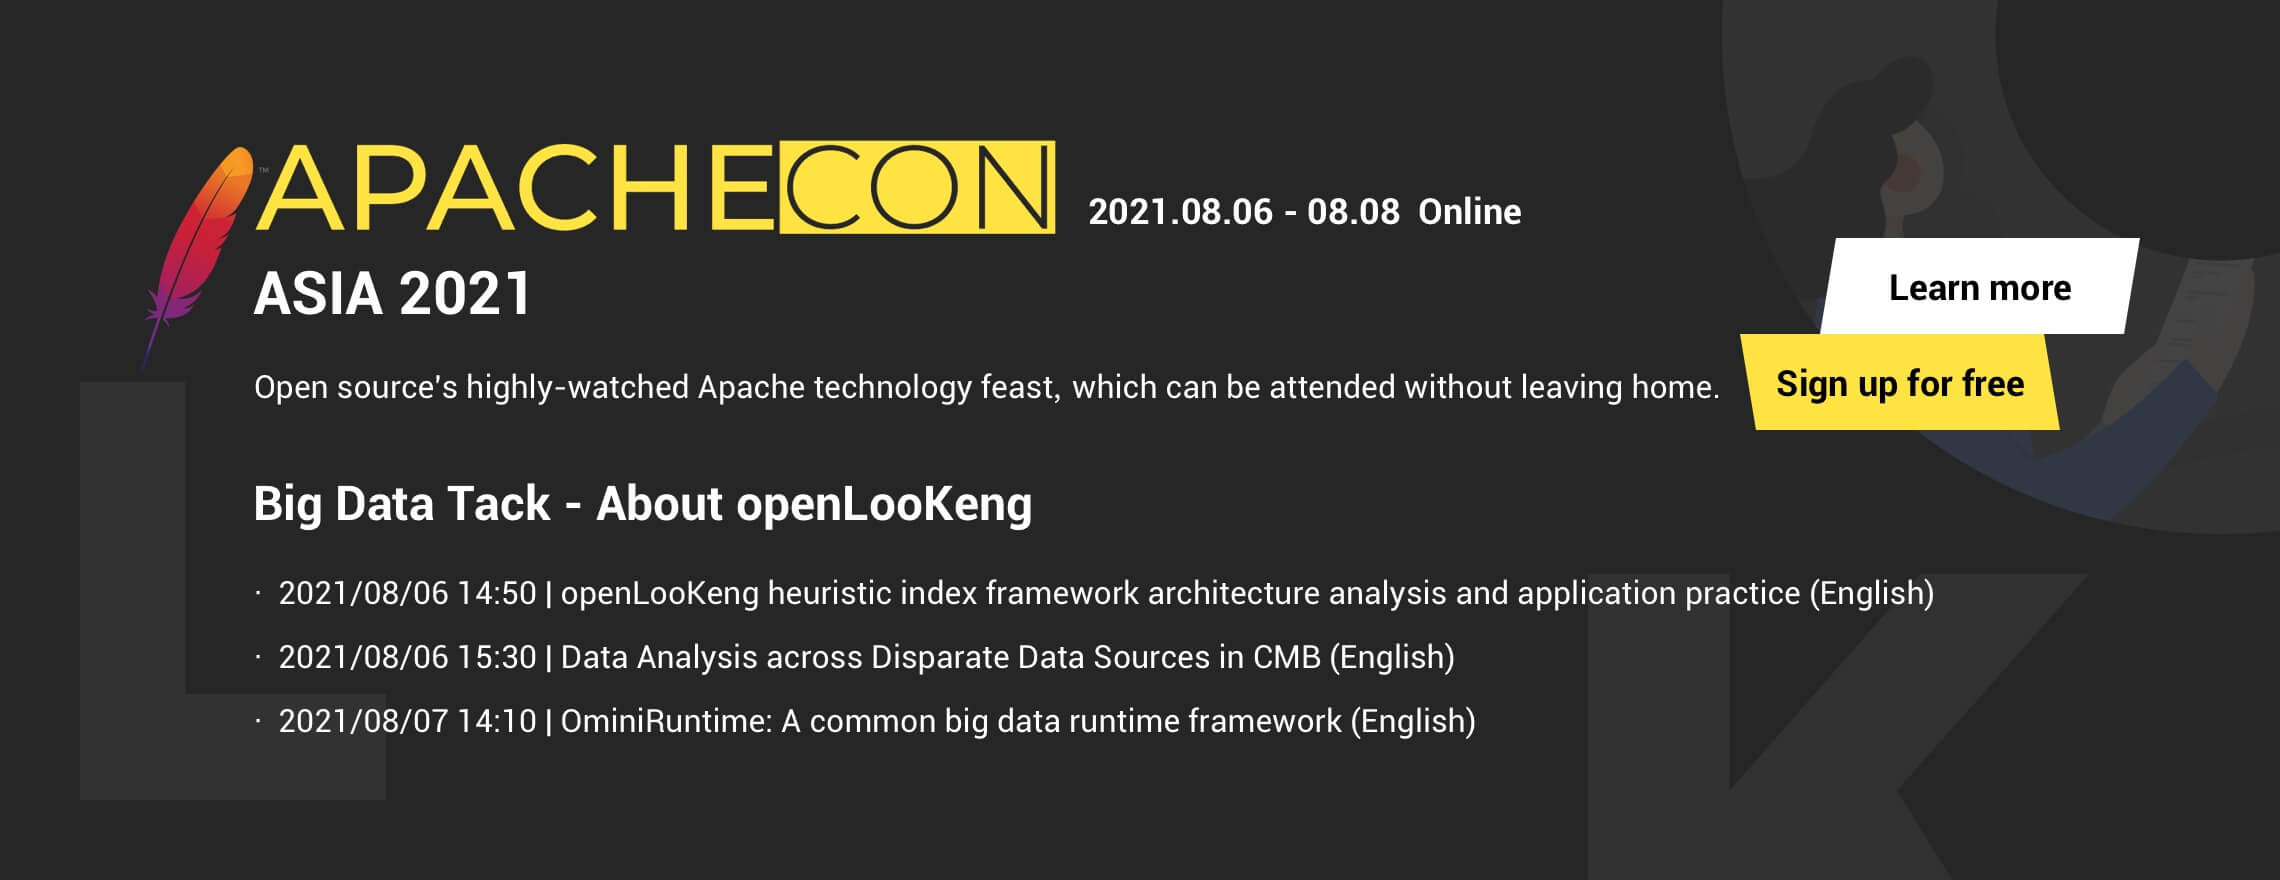 APACHECON 2021.08.06 - 08.08 Online
TM
ASIA 2021
Learn more
Open source's highly-watched Apache technology feast, which can be attended without leaving home.
Sign up for free
Big Data Tack - About openLooKeng
· 2021/08/06 14:50 | openLooKeng heuristic index framework architecture analysis and application practice (English)
· 2021/08/06 15:30 | Data Analysis across Disparate Data Sources in CMB (English)
· 2021/08/07 14:10 | OminiRuntime: A common big data runtime framework (English)
L
K